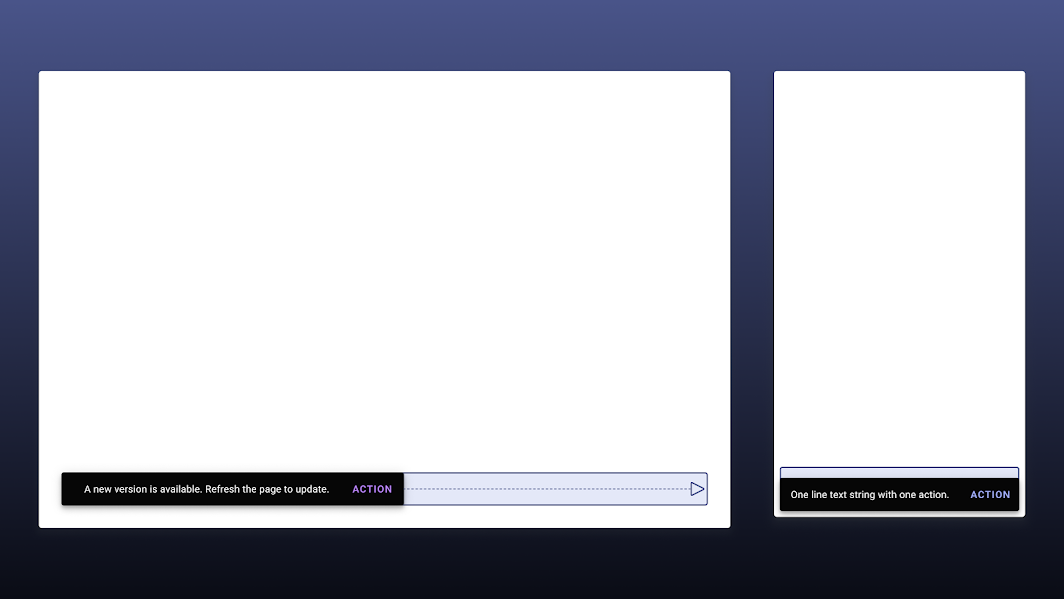 A new version is available. Refresh the page to update. ACTION
One line text string with one action. ACTION